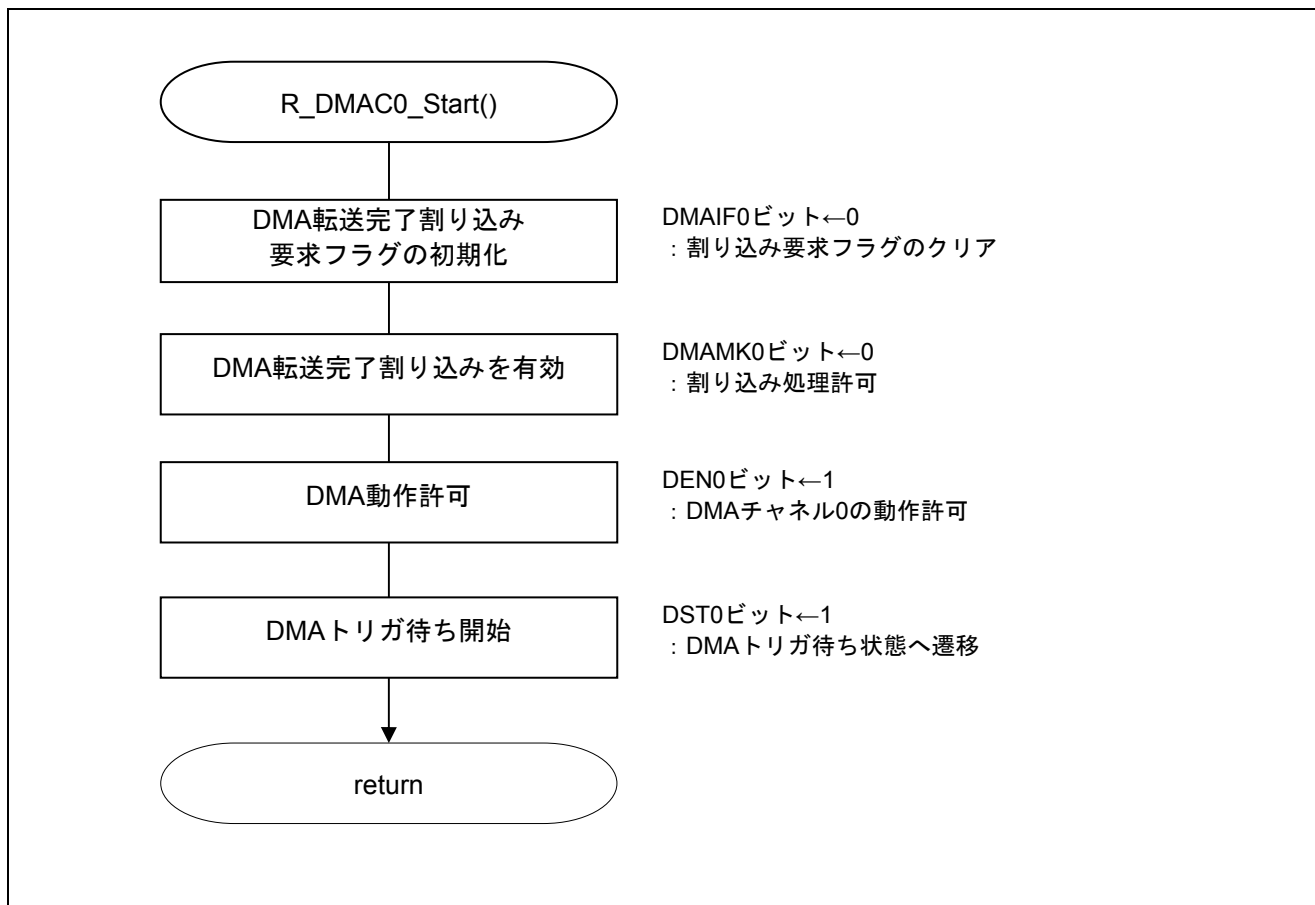 R_DMAC0_Start()
DMA転送完了割り込み
要求フラグの初期化
DMAIF0ビット←0
：割り込み要求フラグのクリア
DMA転送完了割り込みを有効
DMAMK0ビット←0
：割り込み処理許可
DMA動作許可
DEN0ビット←1
：DMAチャネル0の動作許可
DMAトリガ待ち開始
DST0ビット←1
：DMAトリガ待ち状態へ遷移
return